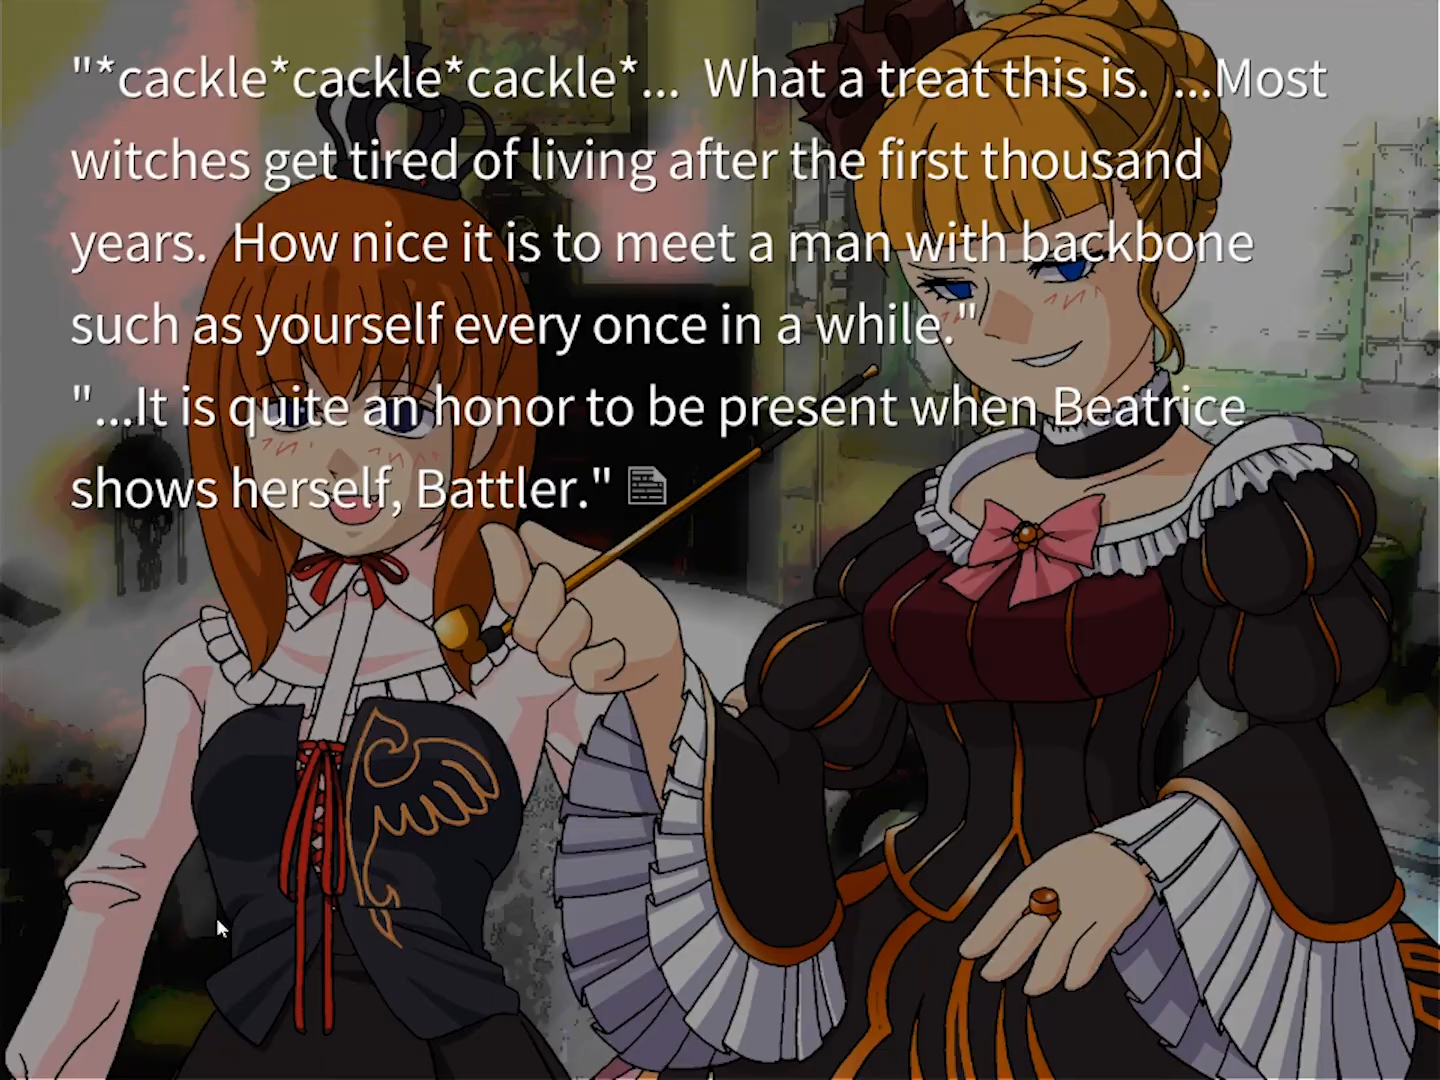 "*cackle*cackle*cackle*...  What a treat this is.  ...Most
witches get tired of living after the first thousand
years.  How nice it is to meet a man with backbone
such as yourself every once in a while."
"...It is quite an honor to be present when Beatrice
shows herself, Battler."